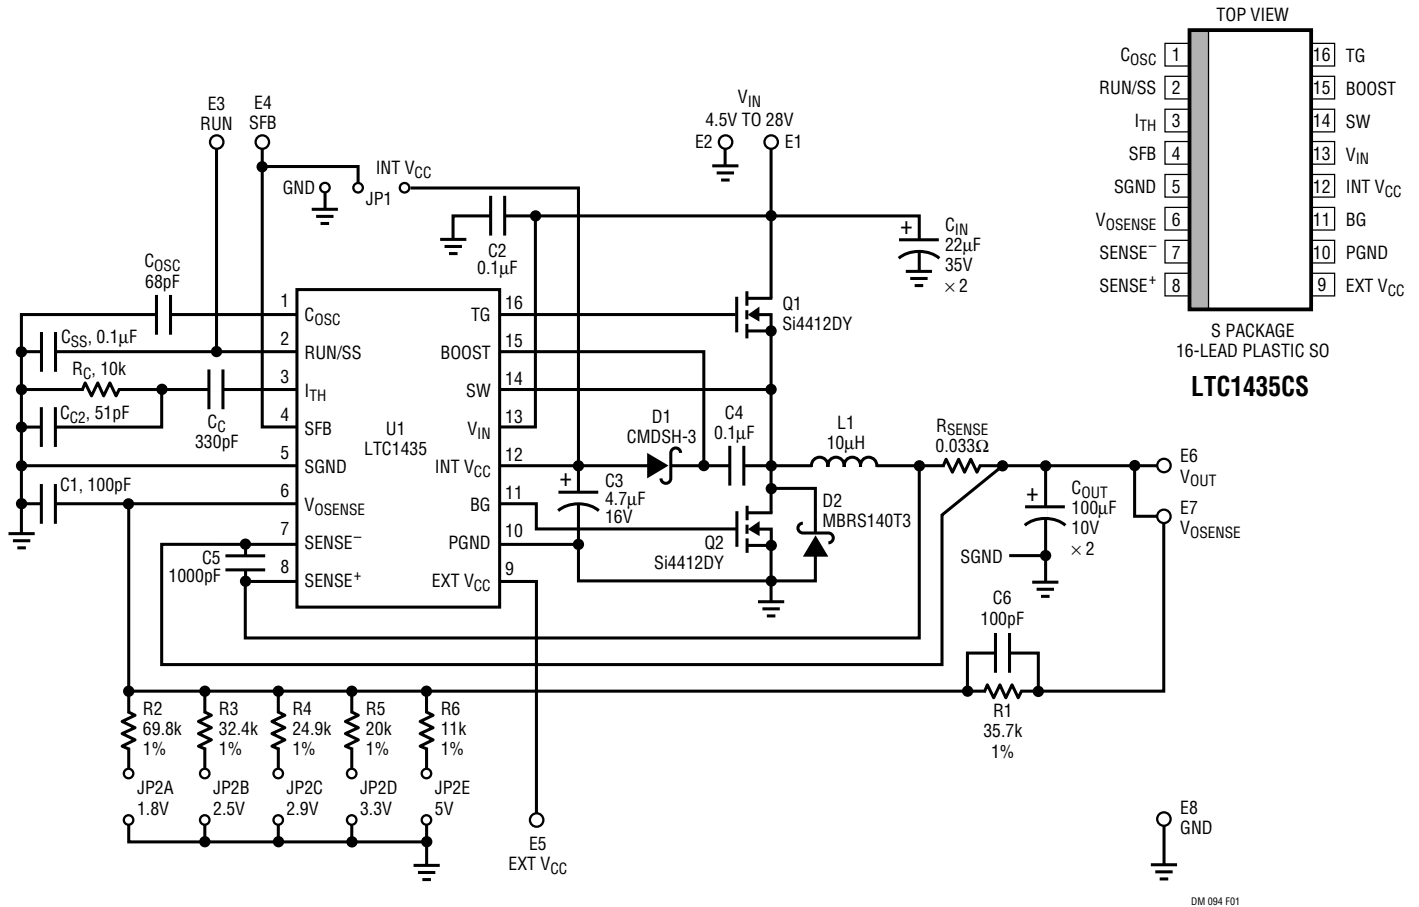 E3
RUN
E4
SFB
INT VCC
GND
JP1
VIN
4.5V TO 28V
E2
E1
C2
0.1µF
+
CIN
22µF
35V
× 2
COSC
68pF
CSS, 0.1µF
RC, 10k
CC2, 51pF
CC
330pF
C1, 100pF
C5
1000pF
1
COSC
2
RUN/SS
3
ITH
4
SFB
5
SGND
6
VOSENSE
7
SENSE–
8
SENSE+
U1
LTC1435
TG
16
BOOST
15
SW
14
VIN
13
INT VCC
12
BG
11
PGND
10
EXT VCC
9
Q1
Si4412DY
D1
CMDSH-3
C4
0.1µF
+
C3
4.7µF
16V
Q2
Si4412DY
D2
MBRS140T3
L1
10µH
RSENSE
0.033Ω
+
COUT
100µF
10V
× 2
SGND
E6
VOUT
E7
VOSENSE
C6
100pF
R1
35.7k
1%
R2
69.8k
1%
R3
32.4k
1%
R4
24.9k
1%
R5
20k
1%
R6
11k
1%
JP2A
1.8V
JP2B
2.5V
JP2C
2.9V
JP2D
3.3V
JP2E
5V
E5
EXT VCC
E8
GND
TOP VIEW
COSC 1
RUN/SS 2
ITH 3
SFB 4
SGND 5
VOSENSE 6
SENSE– 7
SENSE+ 8
16 TG
15 BOOST
14 SW
13 VIN
12 INT VCC
11 BG
10 PGND
9 EXT VCC
S PACKAGE
16-LEAD PLASTIC SO
LTC1435CS
DM 094 F01